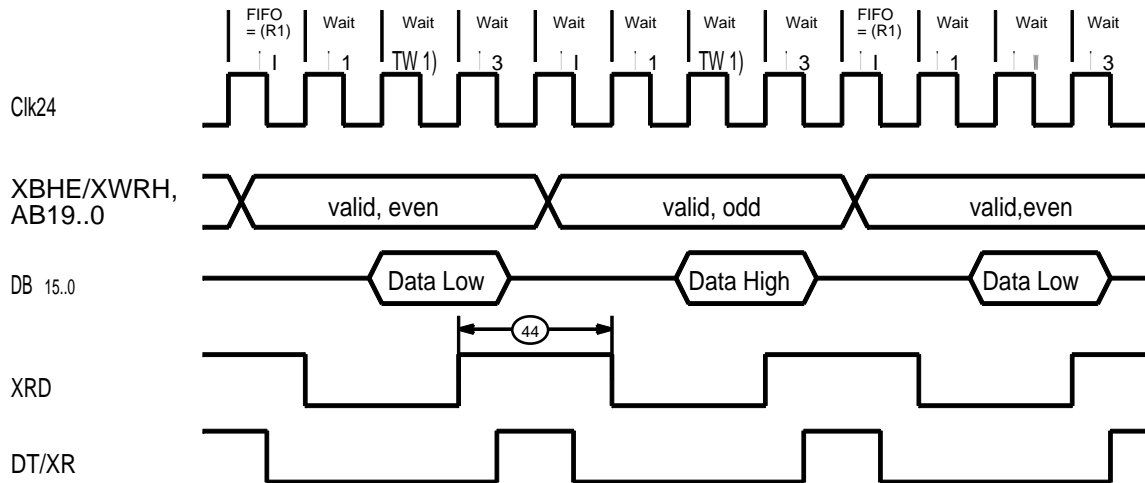 FIFO Wait Wait Wait Wait Wait Wait Wait FIFO Wait Wait Wait
= (R1) = (R1)
I 1 TW 1) 3 I 1 TW 1) 3 I 1 3
Clk24
XBHE/XWRH,
AB19..0
valid, even valid, odd valid,even
DB 15..0 Data Low Data High Data Low
44
XRD
DT/XR